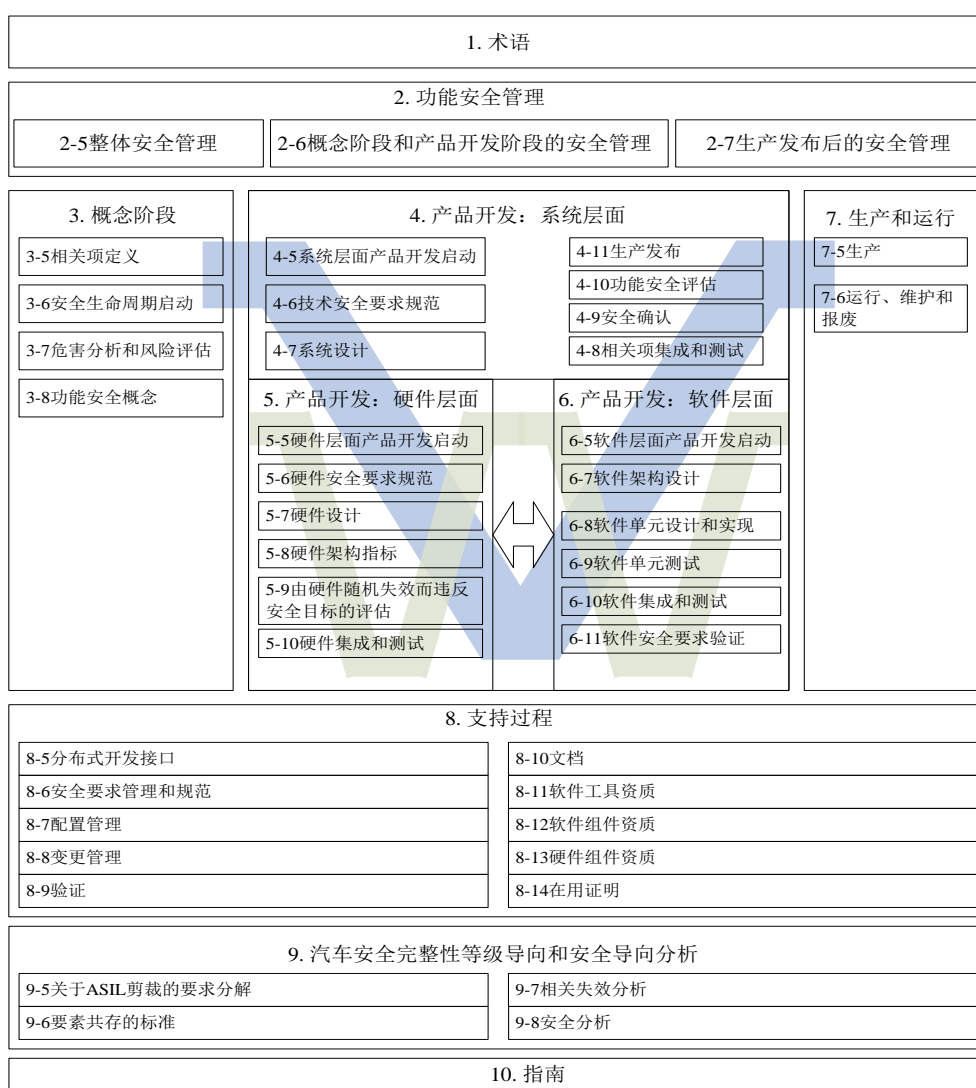 1. 术语
2. 功能安全管理
2-5整体安全管理
2-6概念阶段和产品开发阶段的安全管理
2-7生产发布后的安全管理
3. 概念阶段
3-5相关项定义
3-6安全生命周期启动
3-7危害分析和风险评估
3-8功能安全概念
4. 产品开发：系统层面
4-5系统层面产品开发启动
4-6技术安全要求规范
4-7系统设计
4-11生产发布
4-10功能安全评估
4-9安全确认
4-8相关项集成和测试
5. 产品开发：硬件层面
5-5硬件层面产品开发启动
5-6硬件安全要求规范
5-7硬件设计
5-8硬件架构指标
5-9由硬件随机失效而违反
安全目标的评估
5-10硬件集成和测试
6. 产品开发：软件层面
6-5软件层面产品开发启动
6-7软件架构设计
6-8软件单元设计和实现
6-9软件单元测试
6-10软件集成和测试
6-11软件安全要求验证
7. 生产和运行
7-5生产
7-6运行、维护和
报废
8. 支持过程
8-5分布式开发接口
8-6安全要求管理和规范
8-7配置管理
8-8变更管理
8-9验证
8-10文档
8-11软件工具资质
8-12软件组件资质
8-13硬件组件资质
8-14在用证明
9. 汽车安全完整性等级导向和安全导向分析
9-5关于ASIL剪裁的要求分解
9-6要素共存的标准
9-7相关失效分析
9-8安全分析
10. 指南